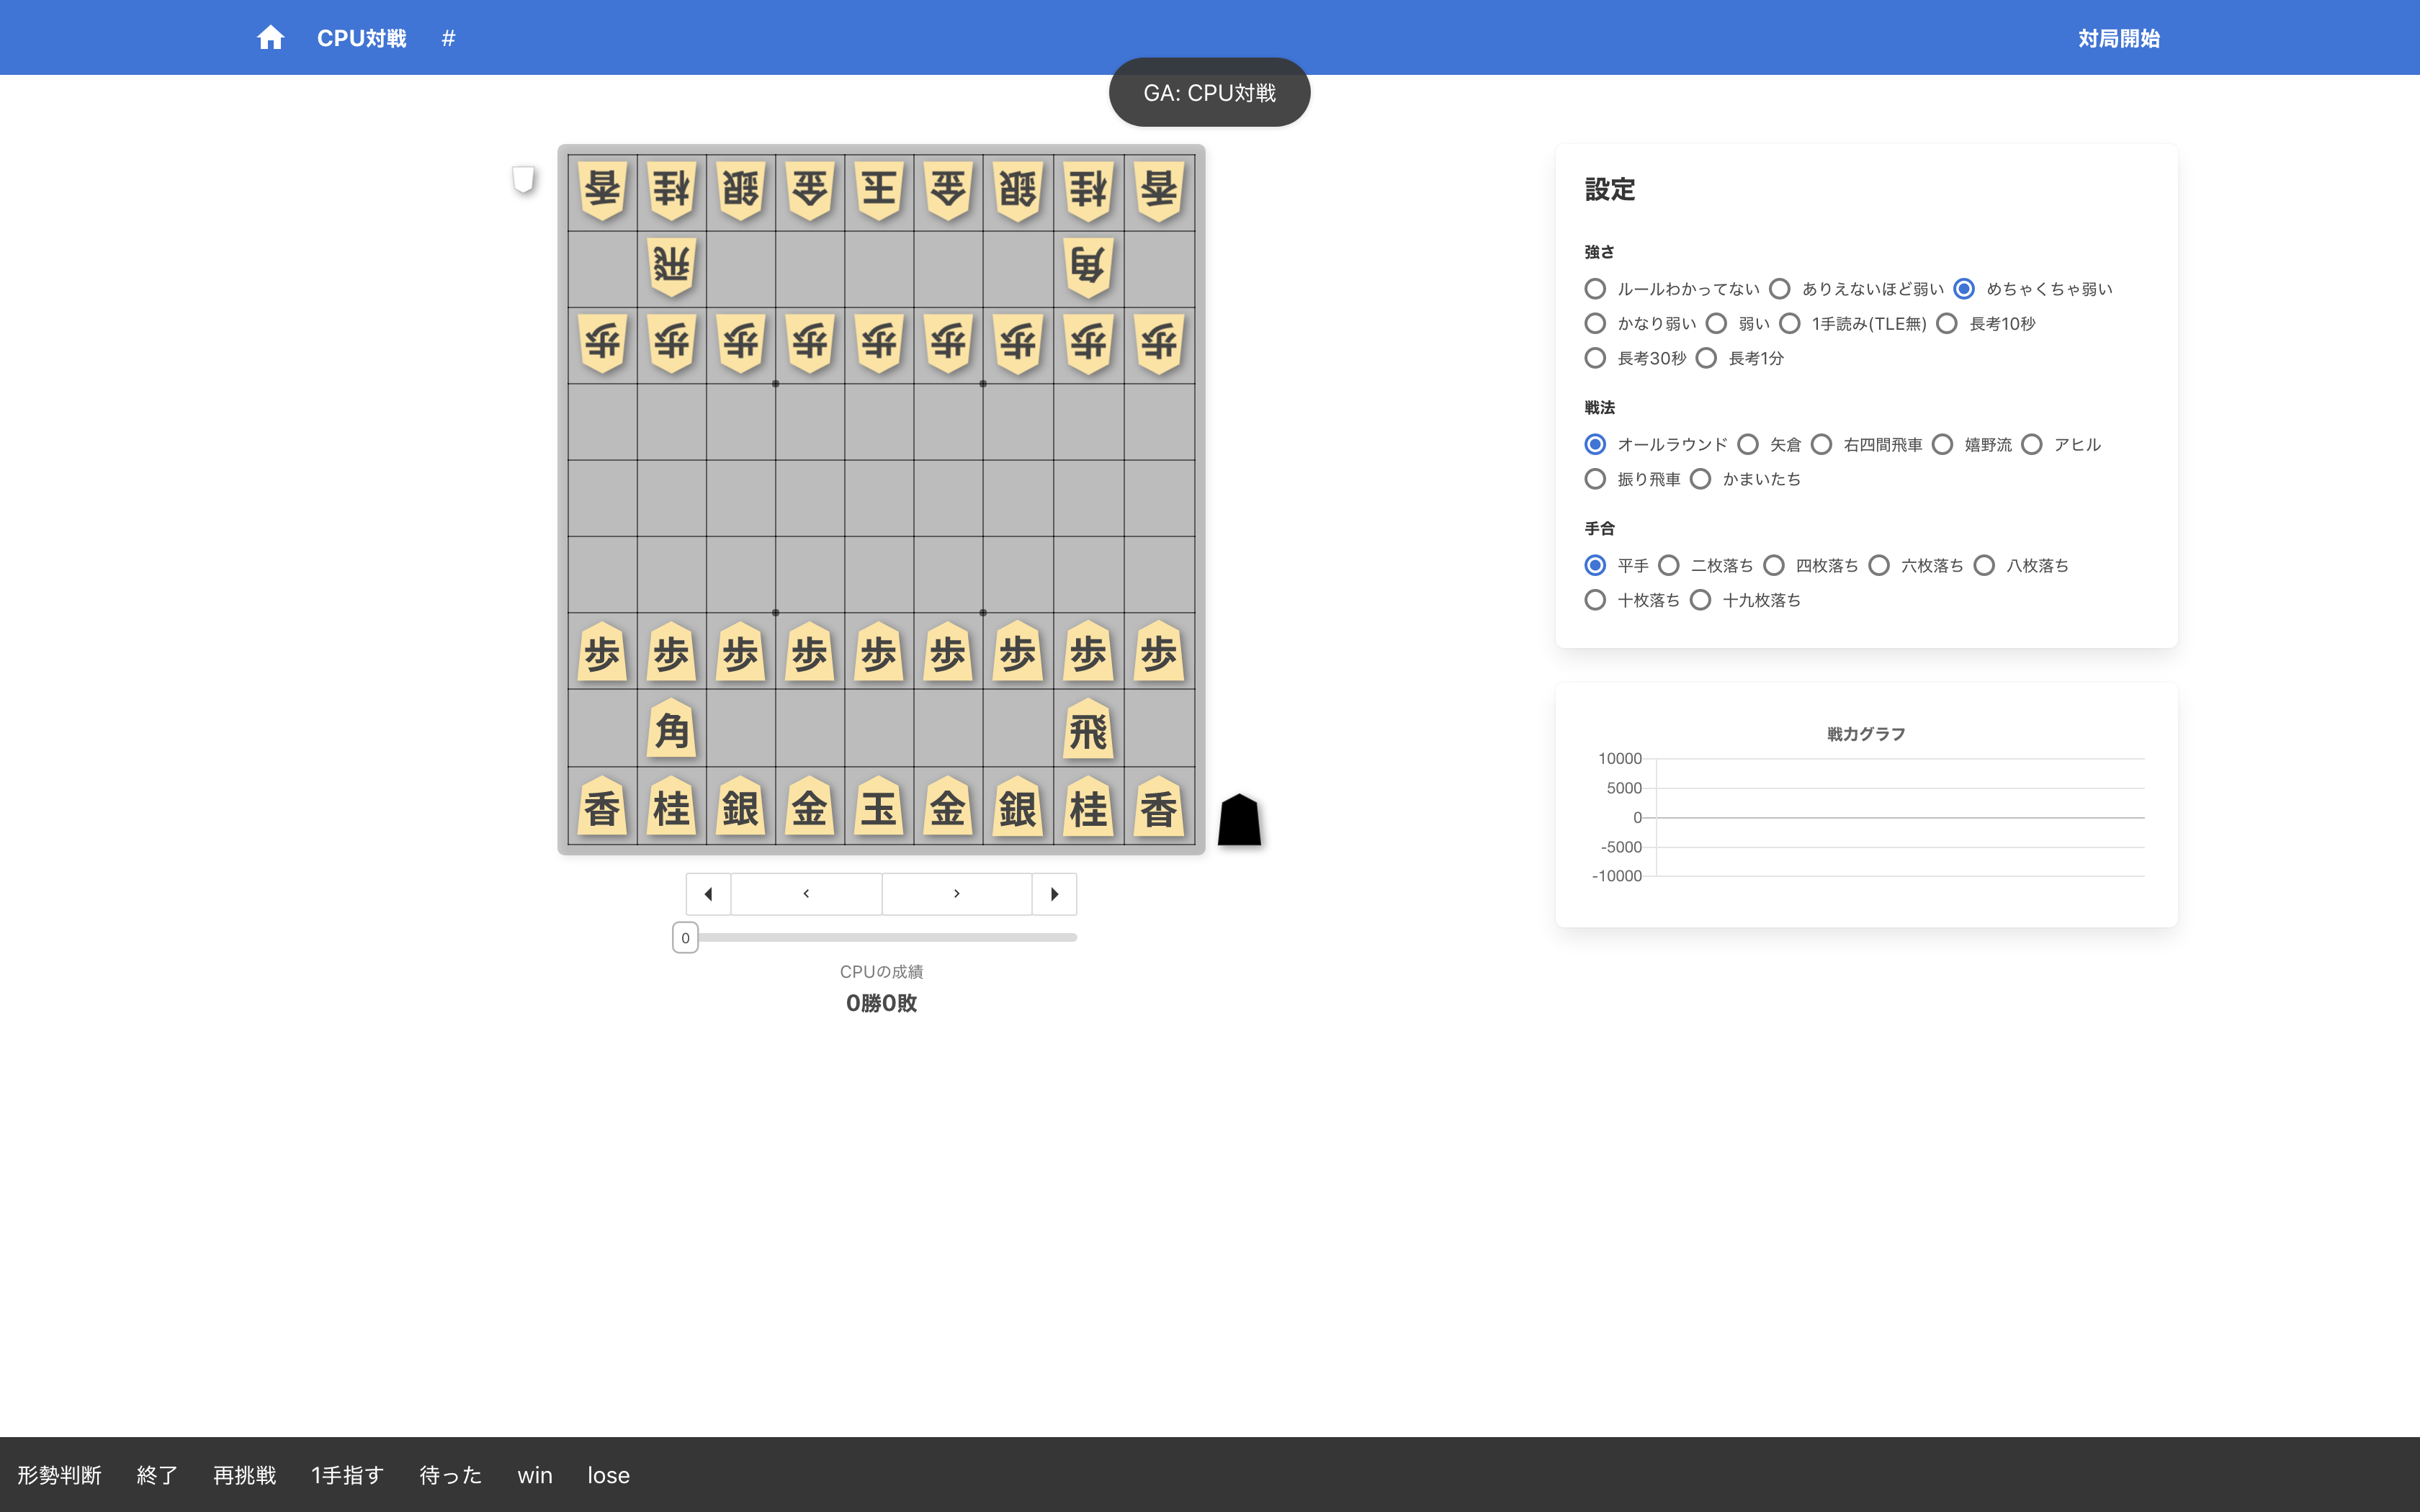 CPU対戦 # 対局開始
GA: CPU対戦
香 桂 銀 金 玉 金 銀 桂 香
飛 角
歩 歩 歩 歩 歩 歩 歩 歩 歩
歩 歩 歩 歩 歩 歩 歩 歩 歩
角 飛
香 桂 銀 金 玉 金 銀 桂 香
0
CPUの成績
0勝0敗
設定
強さ
ルールわかってない ありえないほど弱い めちゃくちゃ弱い
かなり弱い 弱い 1手読み(TLE無) 長考10秒
長考30秒 長考1分
戦法
オールラウンド 矢倉 右四間飛車 嬉野流 アヒル
振り飛車 かまいたち
手合
平手 二枚落ち 四枚落ち 六枚落ち 八枚落ち
十枚落ち 十九枚落ち
戦力グラフ
10000
5000
0
-5000
-10000
形勢判断 終了 再挑戦 1手指す 待った win lose